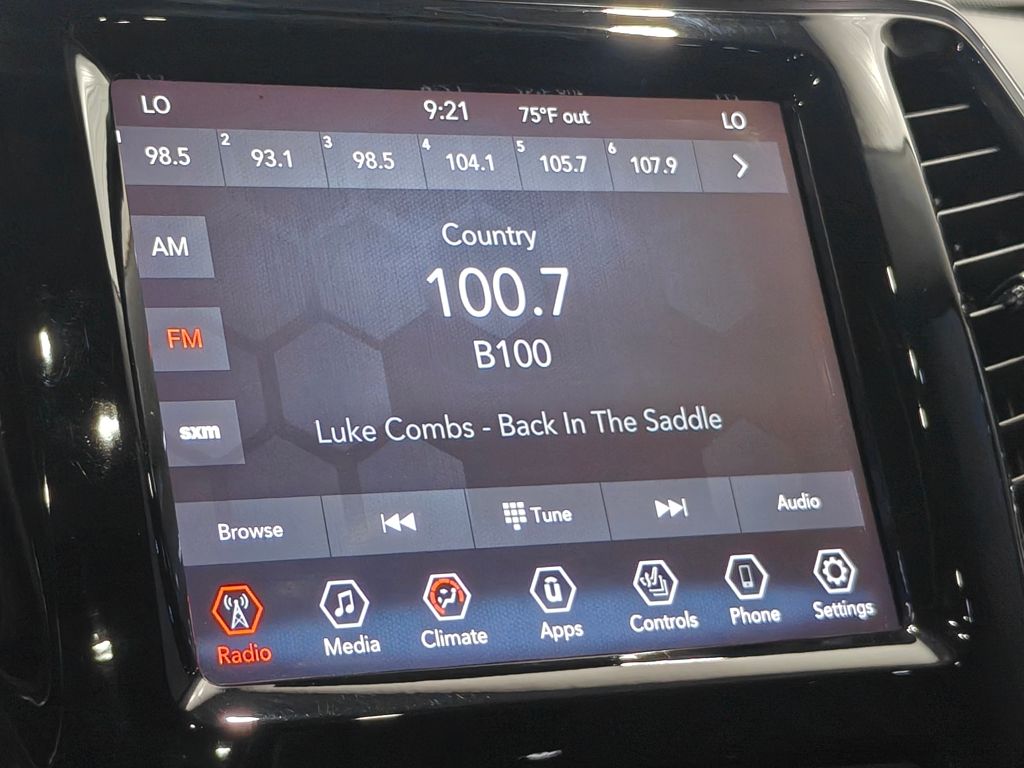 LO 9:21 75°F out LO
1 98.5 2 93.1 3 98.5 4 104.1 5 105.7 6 107.9
AM
Country
100.7
FM
B100
sxm
Luke Combs - Back In The Saddle
Browse Tune Audio
Radio Media Climate Apps Controls Phone Settings